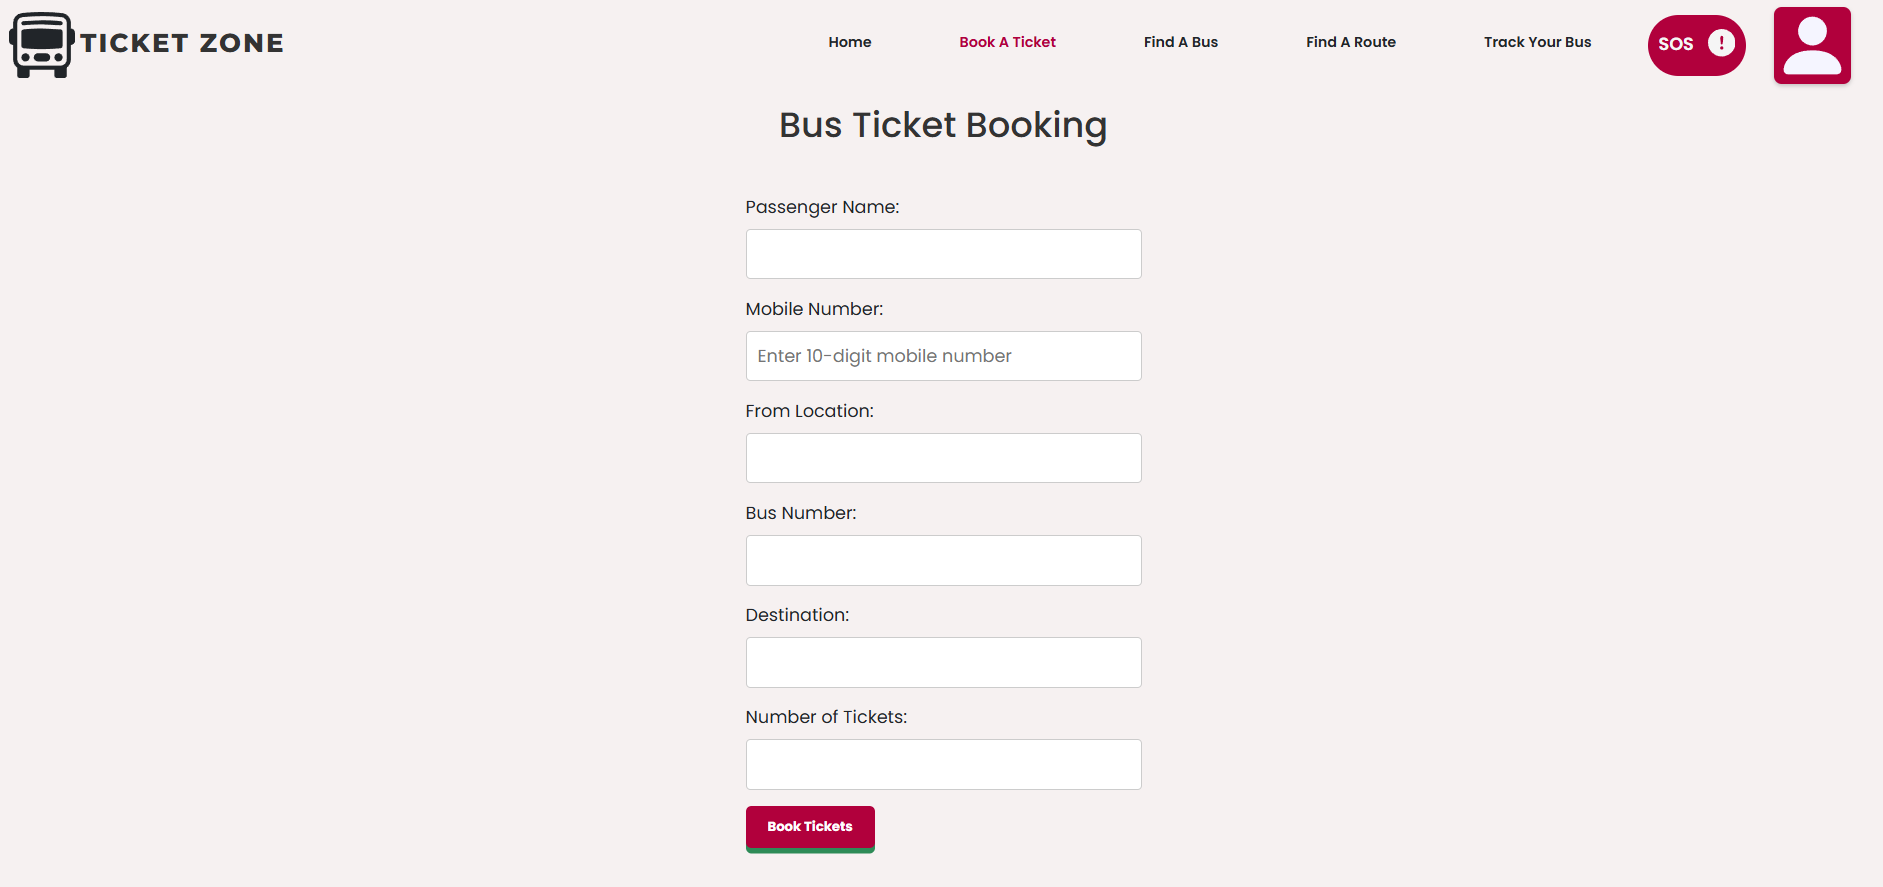 TICKET ZONE
Home
Book A Ticket
Find A Bus
Find A Route
Track Your Bus
SOS !
Bus Ticket Booking
Passenger Name:
Mobile Number:
Enter 10-digit mobile number
From Location:
Bus Number:
Destination:
Number of Tickets:
Book Tickets